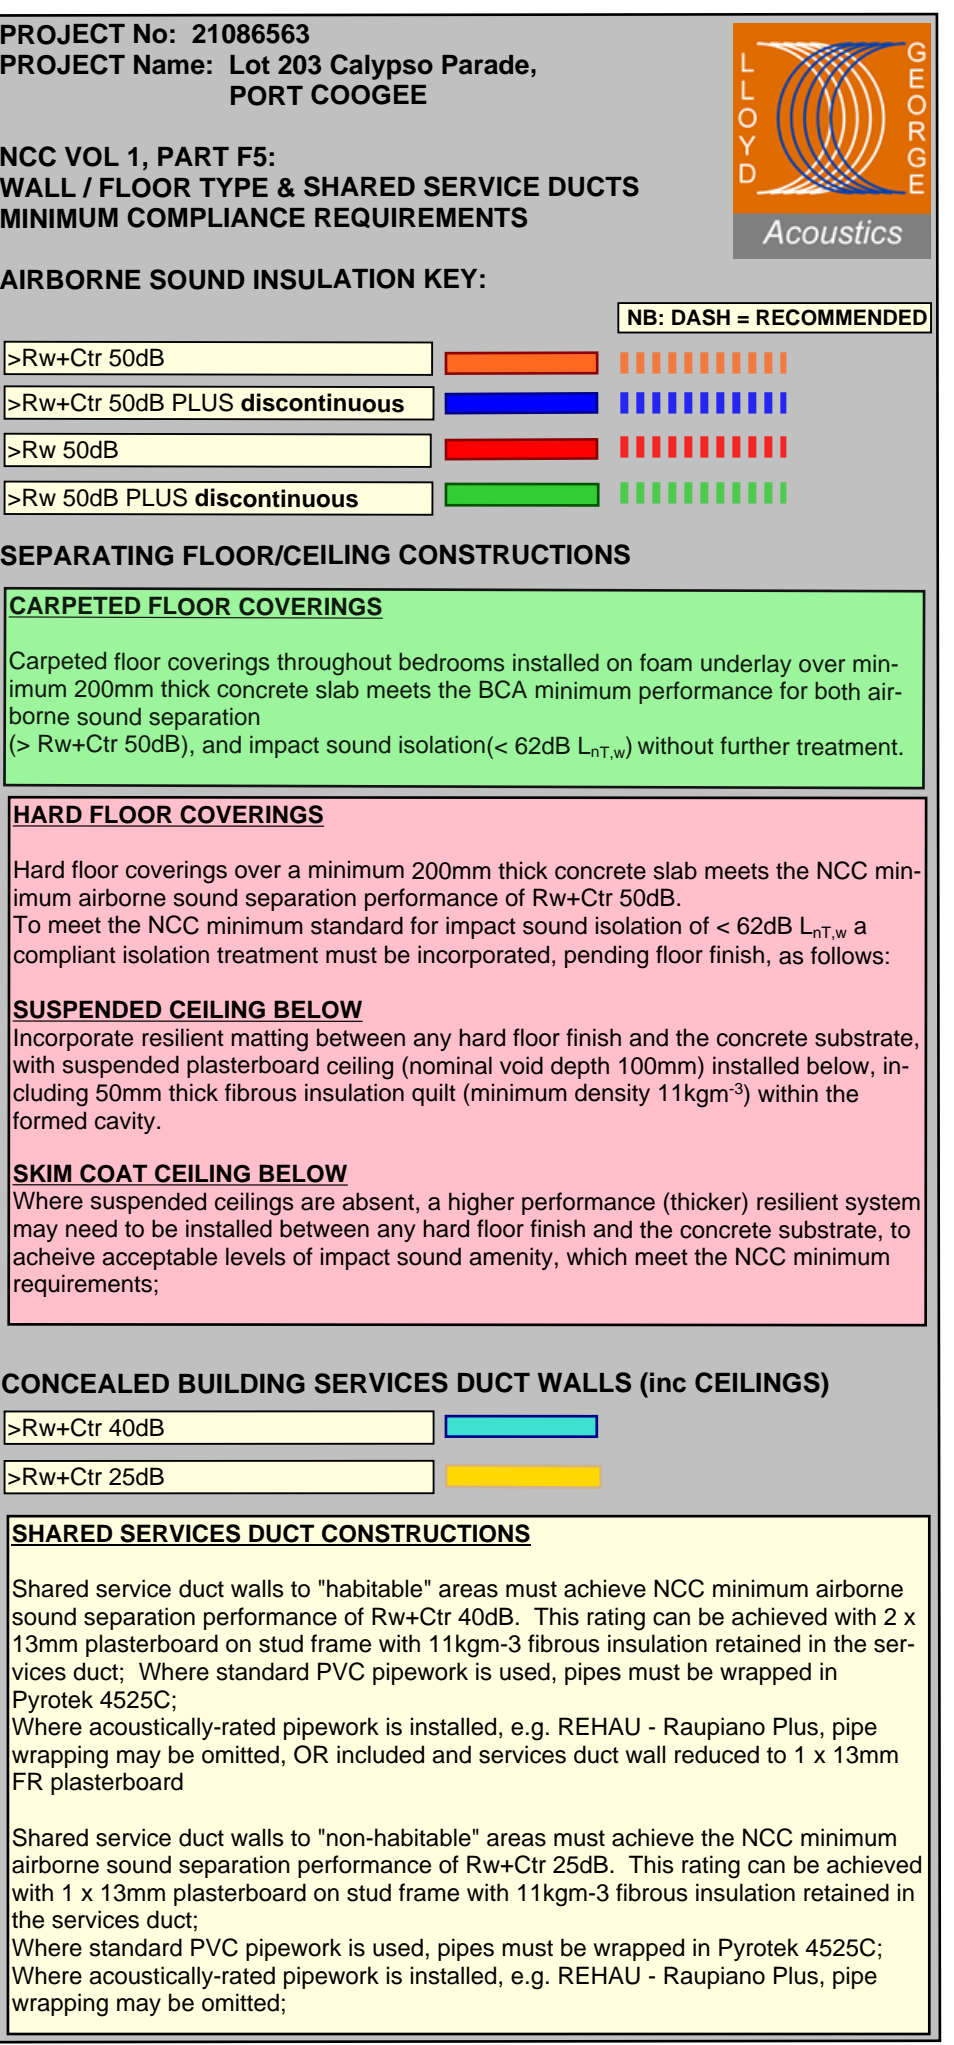 PROJECT No: 21086563
PROJECT Name: Lot 203 Calypso Parade,
PORT COOGEE
LLOYD
GEORGE
Acoustics
NCC VOL 1, PART F5:
WALL / FLOOR TYPE & SHARED SERVICE DUCTS
MINIMUM COMPLIANCE REQUIREMENTS
AIRBORNE SOUND INSULATION KEY:
NB: DASH = RECOMMENDED
>Rw+Ctr 50dB
>Rw+Ctr 50dB PLUS discontinuous
>Rw 50dB
>Rw 50dB PLUS discontinuous
SEPARATING FLOOR/CEILING CONSTRUCTIONS
CARPETED FLOOR COVERINGS
Carpeted floor coverings throughout bedrooms installed on foam underlay over min-
imum 200mm thick concrete slab meets the BCA minimum performance for both air-
borne sound separation
(> Rw+Ctr 50dB), and impact sound isolation(< 62dB LnT,w) without further treatment.
HARD FLOOR COVERINGS
Hard floor coverings over a minimum 200mm thick concrete slab meets the NCC min-
imum airborne sound separation performance of Rw+Ctr 50dB.
To meet the NCC minimum standard for impact sound isolation of < 62dB LnT,w a
compliant isolation treatment must be incorporated, pending floor finish, as follows:
SUSPENDED CEILING BELOW
Incorporate resilient matting between any hard floor finish and the concrete substrate,
with suspended plasterboard ceiling (nominal void depth 100mm) installed below, in-
cluding 50mm thick fibrous insulation quilt (minimum density 11kgm-3) within the
formed cavity.
SKIM COAT CEILING BELOW
Where suspended ceilings are absent, a higher performance (thicker) resilient system
may need to be installed between any hard floor finish and the concrete substrate, to
acheive acceptable levels of impact sound amenity, which meet the NCC minimum
requirements;
CONCEALED BUILDING SERVICES DUCT WALLS (inc CEILINGS)
>Rw+Ctr 40dB
>Rw+Ctr 25dB
SHARED SERVICES DUCT CONSTRUCTIONS
Shared service duct walls to "habitable" areas must achieve NCC minimum airborne
sound separation performance of Rw+Ctr 40dB. This rating can be achieved with 2 x
13mm plasterboard on stud frame with 11kgm-3 fibrous insulation retained in the ser-
vices duct; Where standard PVC pipework is used, pipes must be wrapped in
Pyrotek 4525C;
Where acoustically-rated pipework is installed, e.g. REHAU - Raupiano Plus, pipe
wrapping may be omitted, OR included and services duct wall reduced to 1 x 13mm
FR plasterboard
Shared service duct walls to "non-habitable" areas must achieve the NCC minimum
airborne sound separation performance of Rw+Ctr 25dB. This rating can be achieved
with 1 x 13mm plasterboard on stud frame with 11kgm-3 fibrous insulation retained in
the services duct;
Where standard PVC pipework is used, pipes must be wrapped in Pyrotek 4525C;
Where acoustically-rated pipework is installed, e.g. REHAU - Raupiano Plus, pipe
wrapping may be omitted;